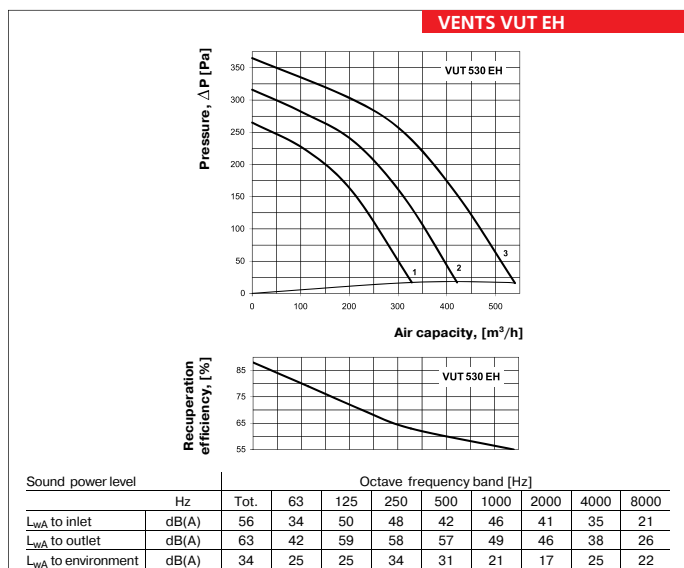 VENTS VUT EH
Pressure, ΔP [Pa]
VUT 530 EH
350
300
250
200
150
100
50
0
1
2
3
0 100 200 300 400 500
Air capacity, [m³/h]
Recuperation
efficiency, [%]
VUT 530 EH
85
75
65
55
Sound power level Octave frequency band [Hz]
Hz Tot. 63 125 250 500 1000 2000 4000 8000
LwA to inlet dB(A) 56 34 50 48 42 46 41 35 21
LwA to outlet dB(A) 63 42 59 58 57 49 46 38 26
LwA to environment dB(A) 34 25 25 34 31 21 17 25 22